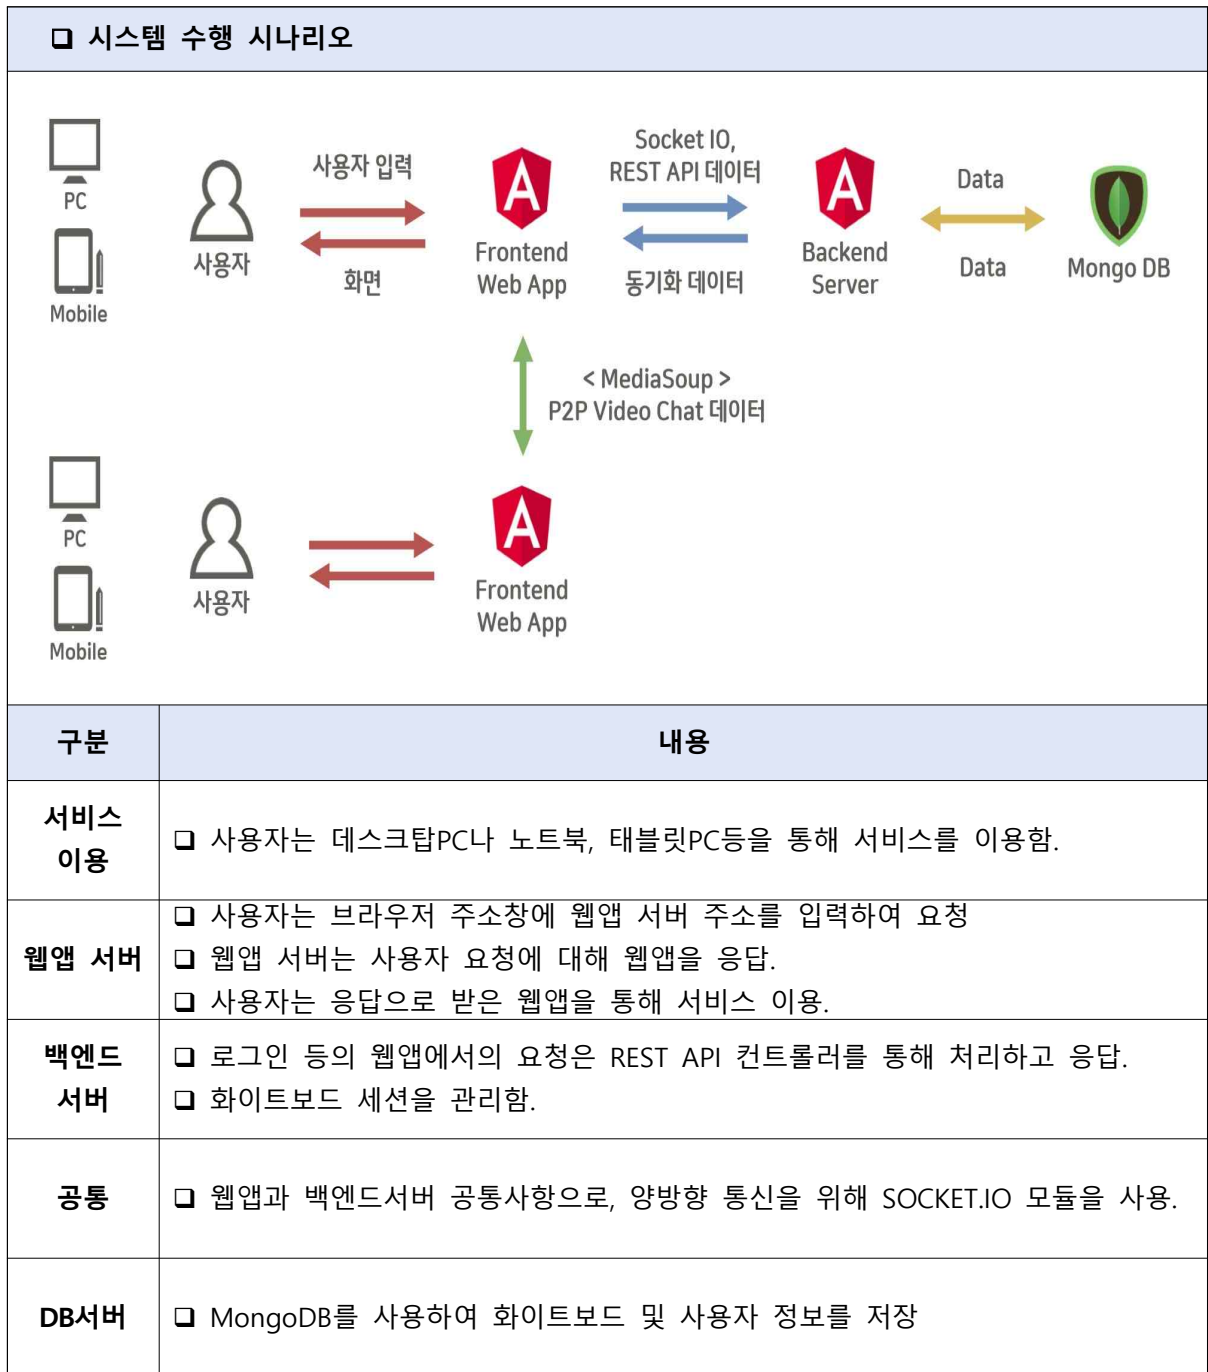 ❑ 시스템 수행 시나리오
PC
Mobile
사용자
사용자 입력
화면
Frontend
Web App
Socket IO,
REST API 데이터
동기화 데이터
Backend
Server
Data
Data
Mongo DB
< MediaSoup >
P2P Video Chat 데이터
PC
Mobile
사용자
Frontend
Web App
구분
내용
서비스
이용
❑ 사용자는 데스크탑PC나 노트북, 태블릿PC등을 통해 서비스를 이용함.
웹앱 서버
❑ 사용자는 브라우저 주소창에 웹앱 서버 주소를 입력하여 요청
❑ 웹앱 서버는 사용자 요청에 대해 웹앱을 응답.
❑ 사용자는 응답으로 받은 웹앱을 통해 서비스 이용.
백엔드
서버
❑ 로그인 등의 웹앱에서의 요청은 REST API 컨트롤러를 통해 처리하고 응답.
❑ 화이트보드 세션을 관리함.
공통
❑ 웹앱과 백엔드서버 공통사항으로, 양방향 통신을 위해 SOCKET.IO 모듈을 사용.
DB서버
❑ MongoDB를 사용하여 화이트보드 및 사용자 정보를 저장